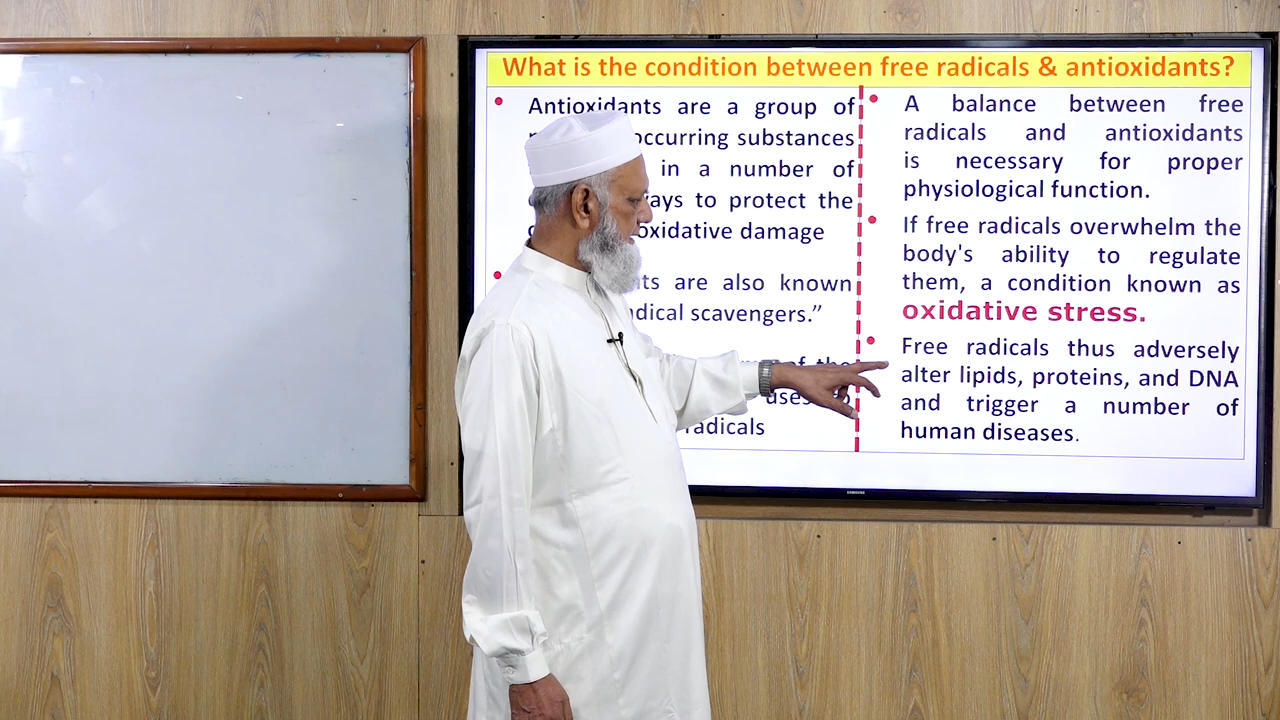 What is the condition between free radicals & antioxidants?
• Antioxidants are a group of
occurring substances
in a number of
to protect the
oxidative damage
• are also known
scavengers.”
of the
radicals
• A balance between free
radicals and antioxidants
is necessary for proper
physiological function.
• If free radicals overwhelm the
body's ability to regulate
them, a condition known as
oxidative stress.
• Free radicals thus adversely
alter lipids, proteins, and DNA
and trigger a number of
human diseases.
SAMSUNG